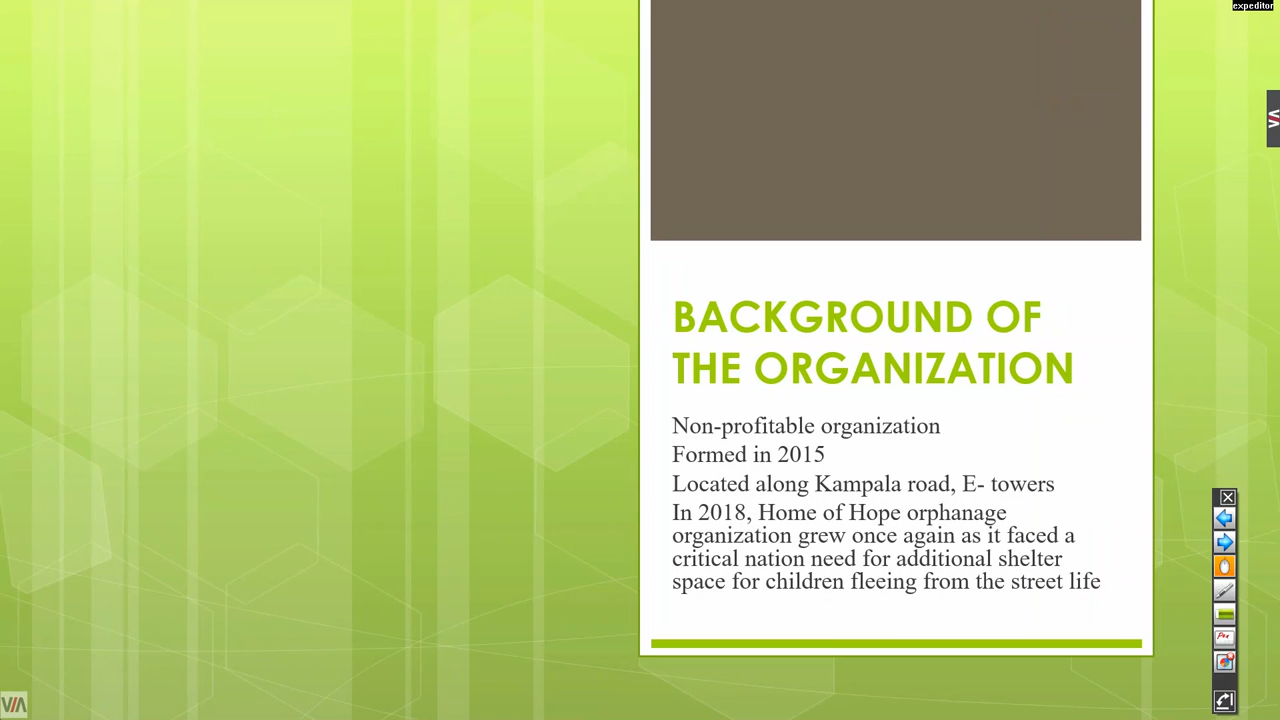 expeditor
BACKGROUND OF
THE ORGANIZATION
Non-profitable organization
Formed in 2015
Located along Kampala road, E- towers
In 2018, Home of Hope orphanage
organization grew once again as it faced a
critical nation need for additional shelter
space for children fleeing from the street life
VIA